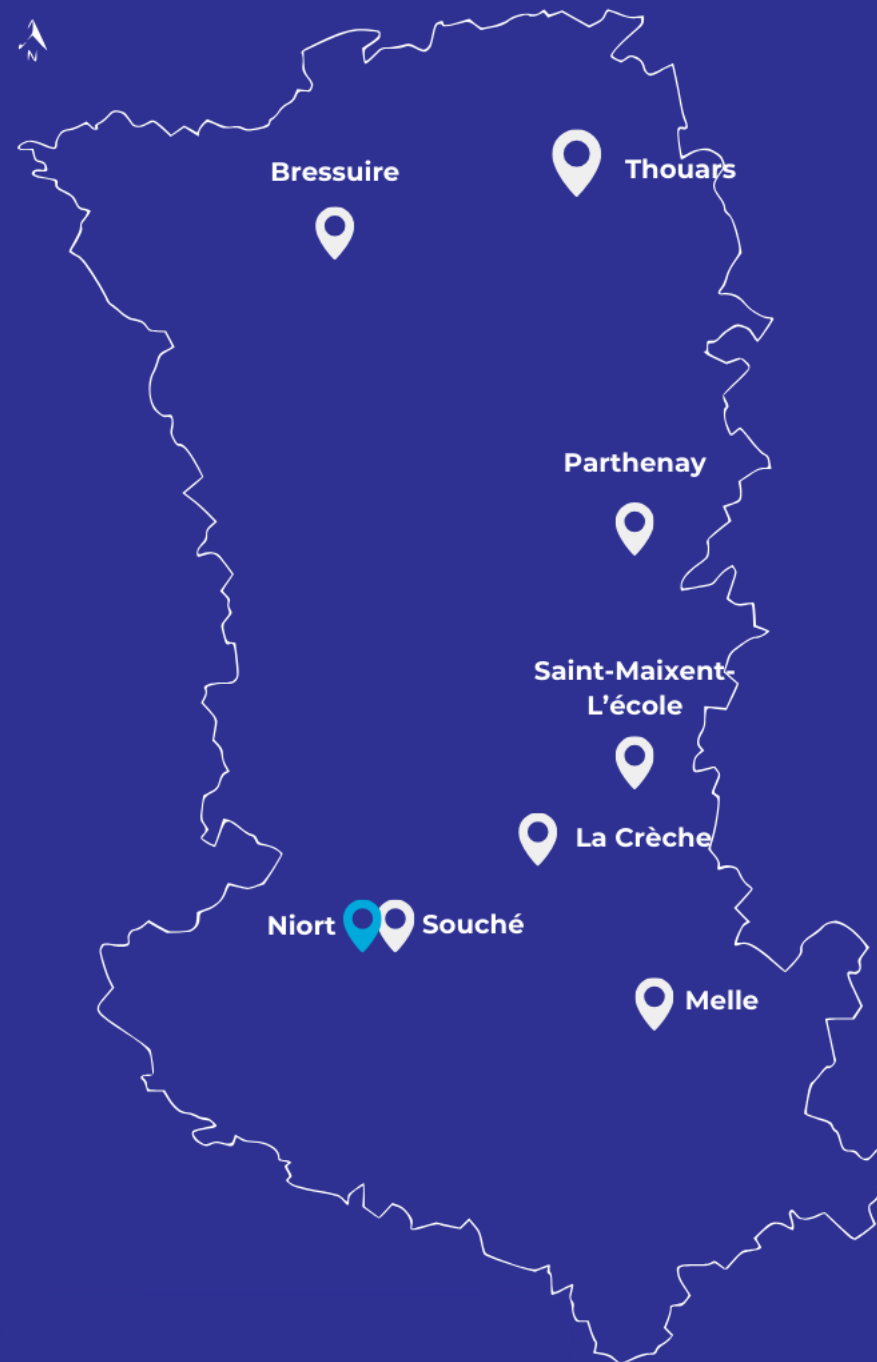 N
Bressuire
Thouars
Parthenay
Saint-Maixent-
L'école
La Crèche
Niort
Souché
Melle